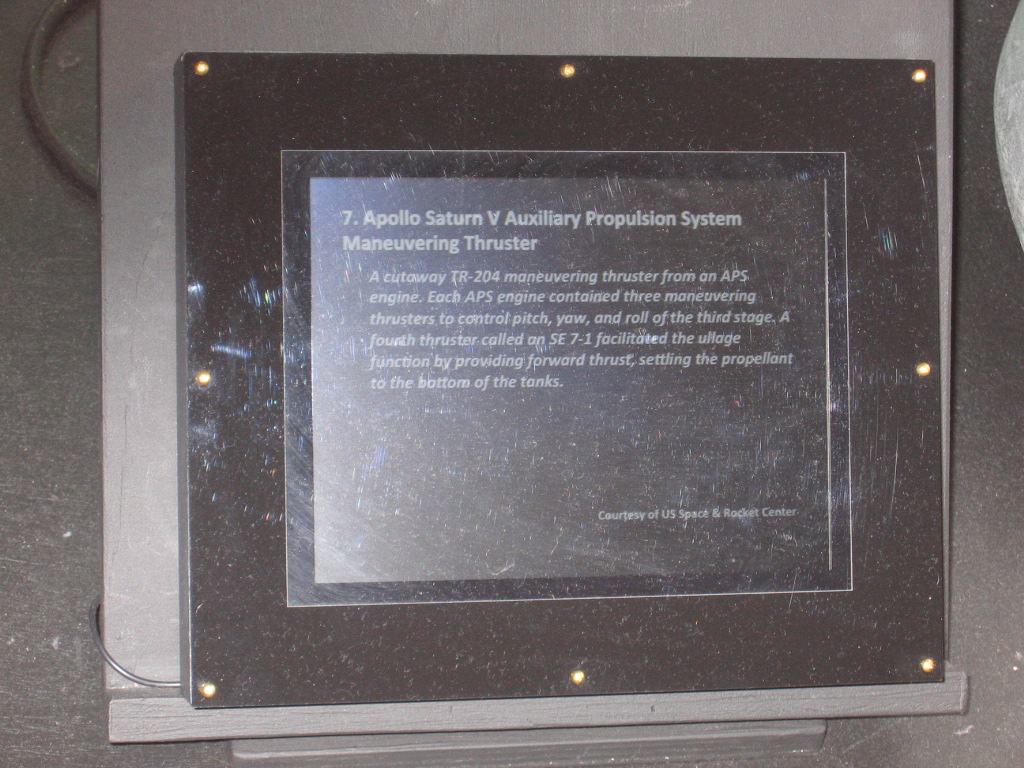 7. Apollo Saturn V Auxiliary Propulsion System
Maneuvering Thruster
A cutaway TR-204 maneuvering thruster from an APS
engine. Each APS engine contained three maneuvering
thrusters to control pitch, yaw, and roll of the third stage. A
fourth thruster called an SE 7-1 facilitated the ullage
function by providing forward thrust, settling the propellant
to the bottom of the tanks.
Courtesy of US Space & Rocket Center